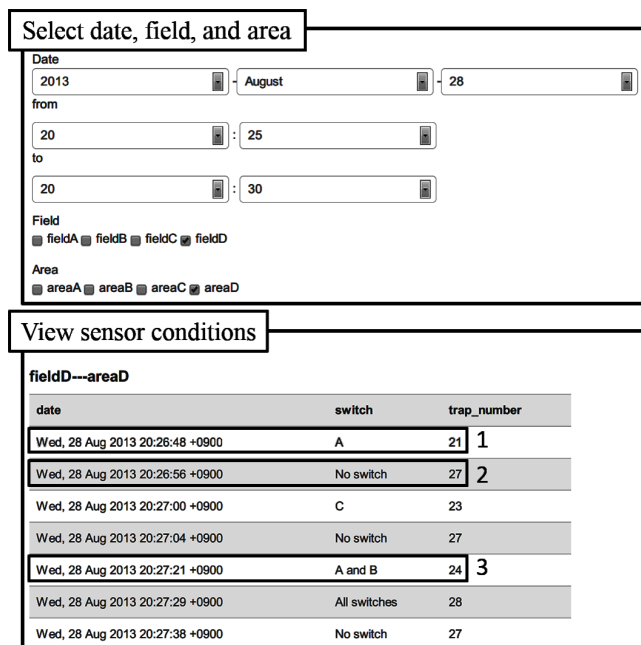 Select date, field, and area
Date
2013 - August - 28
from
20 : 25
to
20 : 30
Field
fieldA fieldB fieldC fieldD
Area
areaA areaB areaC areaD
View sensor conditions
fieldD---areaD
date switch trap_number
Wed, 28 Aug 2013 20:26:48 +0900 A 21 1
Wed, 28 Aug 2013 20:26:56 +0900 No switch 27 2
Wed, 28 Aug 2013 20:27:00 +0900 C 23
Wed, 28 Aug 2013 20:27:04 +0900 No switch 27
Wed, 28 Aug 2013 20:27:21 +0900 A and B 24 3
Wed, 28 Aug 2013 20:27:29 +0900 All switches 28
Wed, 28 Aug 2013 20:27:38 +0900 No switch 27